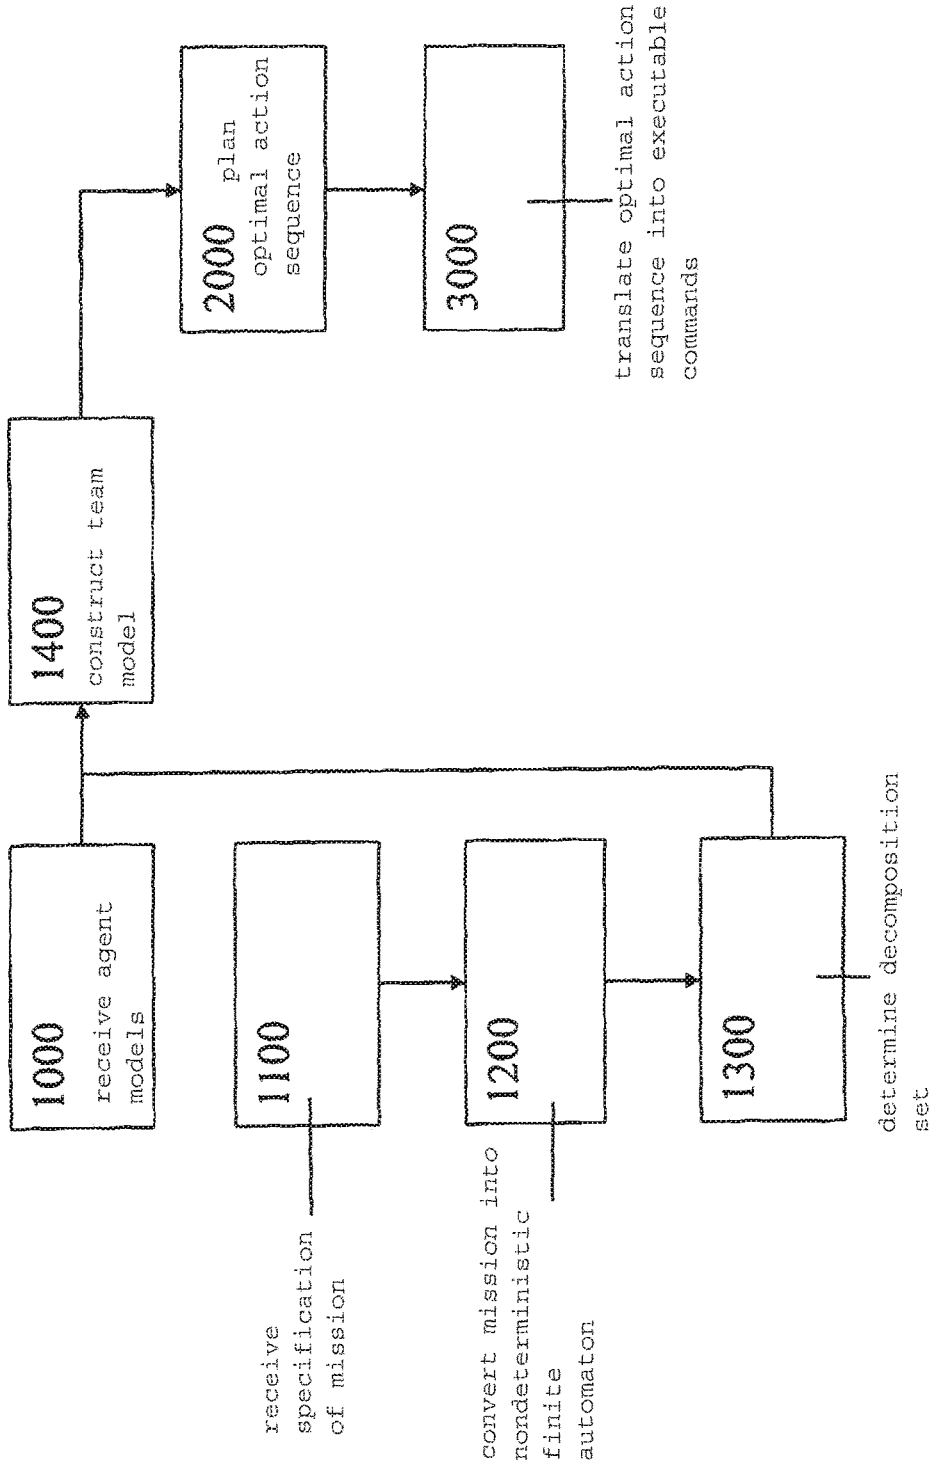 1000
receive agent
models
1100
receive
specification
of mission
1200
convert mission into
nondeterministic
finite
automaton
1300
determine decomposition
set
1400
construct team
model
2000
plan
optimal action
sequence
3000
translate optimal action
sequence into executable
commands